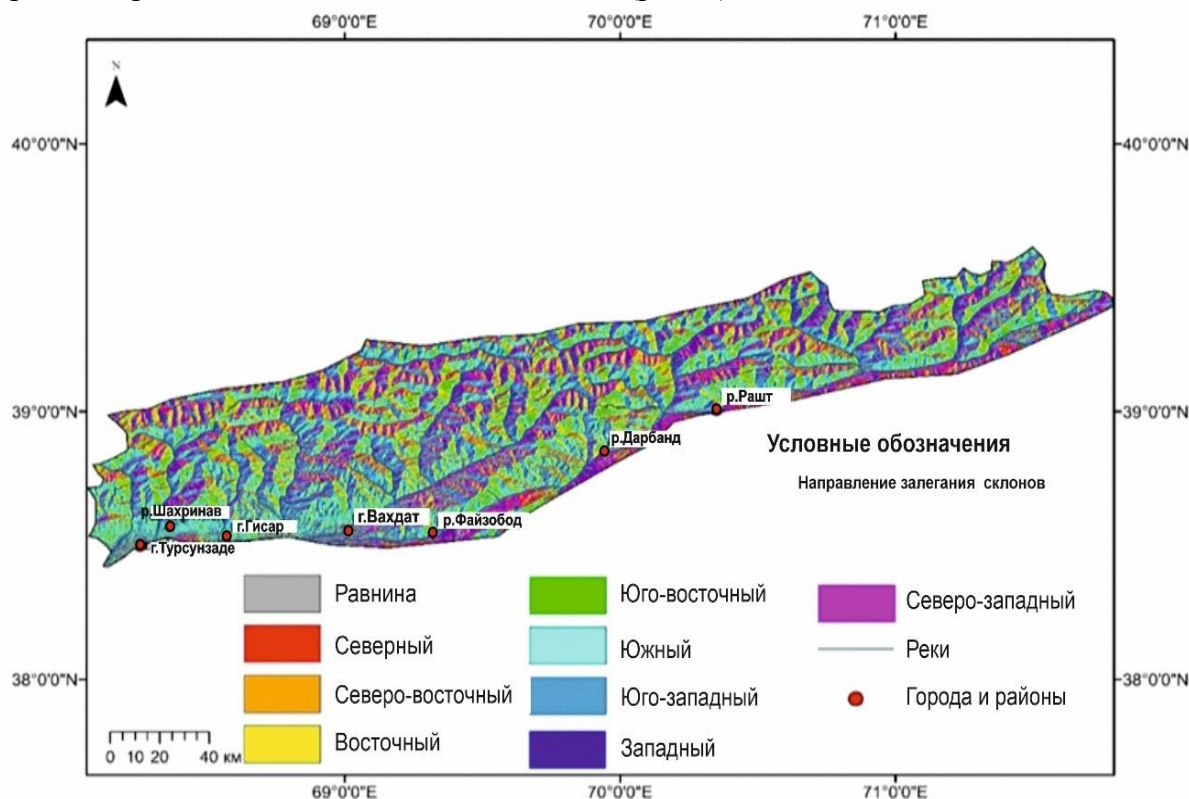 69°0'0"E 70°0'0"E 71°0'0"E
N
40°0'0"N 40°0'0"N
39°0'0"N 39°0'0"N
р.Рашт
р.Дарбанд
Условные обозначения
Направление залегания склонов
р.Шахринав
г.Гисар
г.Вахдат
р.Файзобод
г.Турсунзаде
Равнина
Северный
Северо-восточный
Восточный
Юго-восточный
Южный
Юго-западный
Западный
Северо-западный
Реки
Города и районы
38°0'0"N 38°0'0"N
0 10 20 40 км
69°0'0"E 70°0'0"E 71°0'0"E